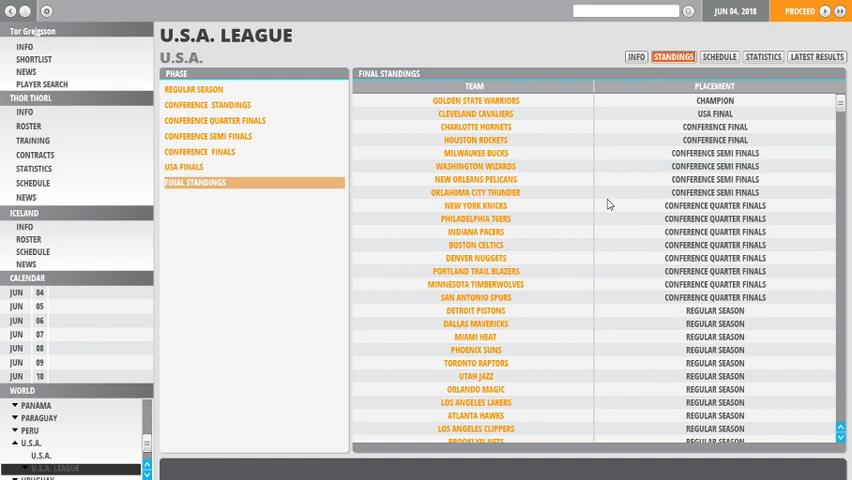 JUN 04, 2018
PROCEED
Tor Grejgsson
INFO
SHORTLIST
NEWS
PLAYER SEARCH
THOR THORL
INFO
ROSTER
TRAINING
CONTRACTS
STATISTICS
SCHEDULE
NEWS
ICELAND
INFO
ROSTER
SCHEDULE
NEWS
CALENDAR
JUN 04
JUN 05
JUN 06
JUN 07
JUN 08
JUN 09
JUN 10
WORLD
PANAMA
PARAGUAY
PERU
U.S.A.
U.S.A.
U.S.A. LEAGUE
URUGUAY
U.S.A. LEAGUE
U.S.A.
INFO STANDINGS SCHEDULE STATISTICS LATEST RESULTS
PHASE
REGULAR SEASON
CONFERENCE STANDINGS
CONFERENCE QUARTER FINALS
CONFERENCE SEMI FINALS
CONFERENCE FINALS
USA FINALS
FINAL STANDINGS
FINAL STANDINGS
TEAM PLACEMENT
GOLDEN STATE WARRIORS CHAMPION
CLEVELAND CAVALIERS USA FINAL
CHARLOTTE HORNETS CONFERENCE FINAL
HOUSTON ROCKETS CONFERENCE FINAL
MILWAUKEE BUCKS CONFERENCE SEMI FINALS
WASHINGTON WIZARDS CONFERENCE SEMI FINALS
NEW ORLEANS PELICANS CONFERENCE SEMI FINALS
OKLAHOMA CITY THUNDER CONFERENCE SEMI FINALS
NEW YORK KNICKS CONFERENCE QUARTER FINALS
PHILADELPHIA 76ERS CONFERENCE QUARTER FINALS
INDIANA PACERS CONFERENCE QUARTER FINALS
BOSTON CELTICS CONFERENCE QUARTER FINALS
DENVER NUGGETS CONFERENCE QUARTER FINALS
PORTLAND TRAIL BLAZERS CONFERENCE QUARTER FINALS
MINNESOTA TIMBERWOLVES CONFERENCE QUARTER FINALS
SAN ANTONIO SPURS CONFERENCE QUARTER FINALS
DETROIT PISTONS REGULAR SEASON
DALLAS MAVERICKS REGULAR SEASON
MIAMI HEAT REGULAR SEASON
PHOENIX SUNS REGULAR SEASON
TORONTO RAPTORS REGULAR SEASON
UTAH JAZZ REGULAR SEASON
ORLANDO MAGIC REGULAR SEASON
LOS ANGELES LAKERS REGULAR SEASON
ATLANTA HAWKS REGULAR SEASON
LOS ANGELES CLIPPERS REGULAR SEASON
BROOKLYN NETS REGULAR SEASON